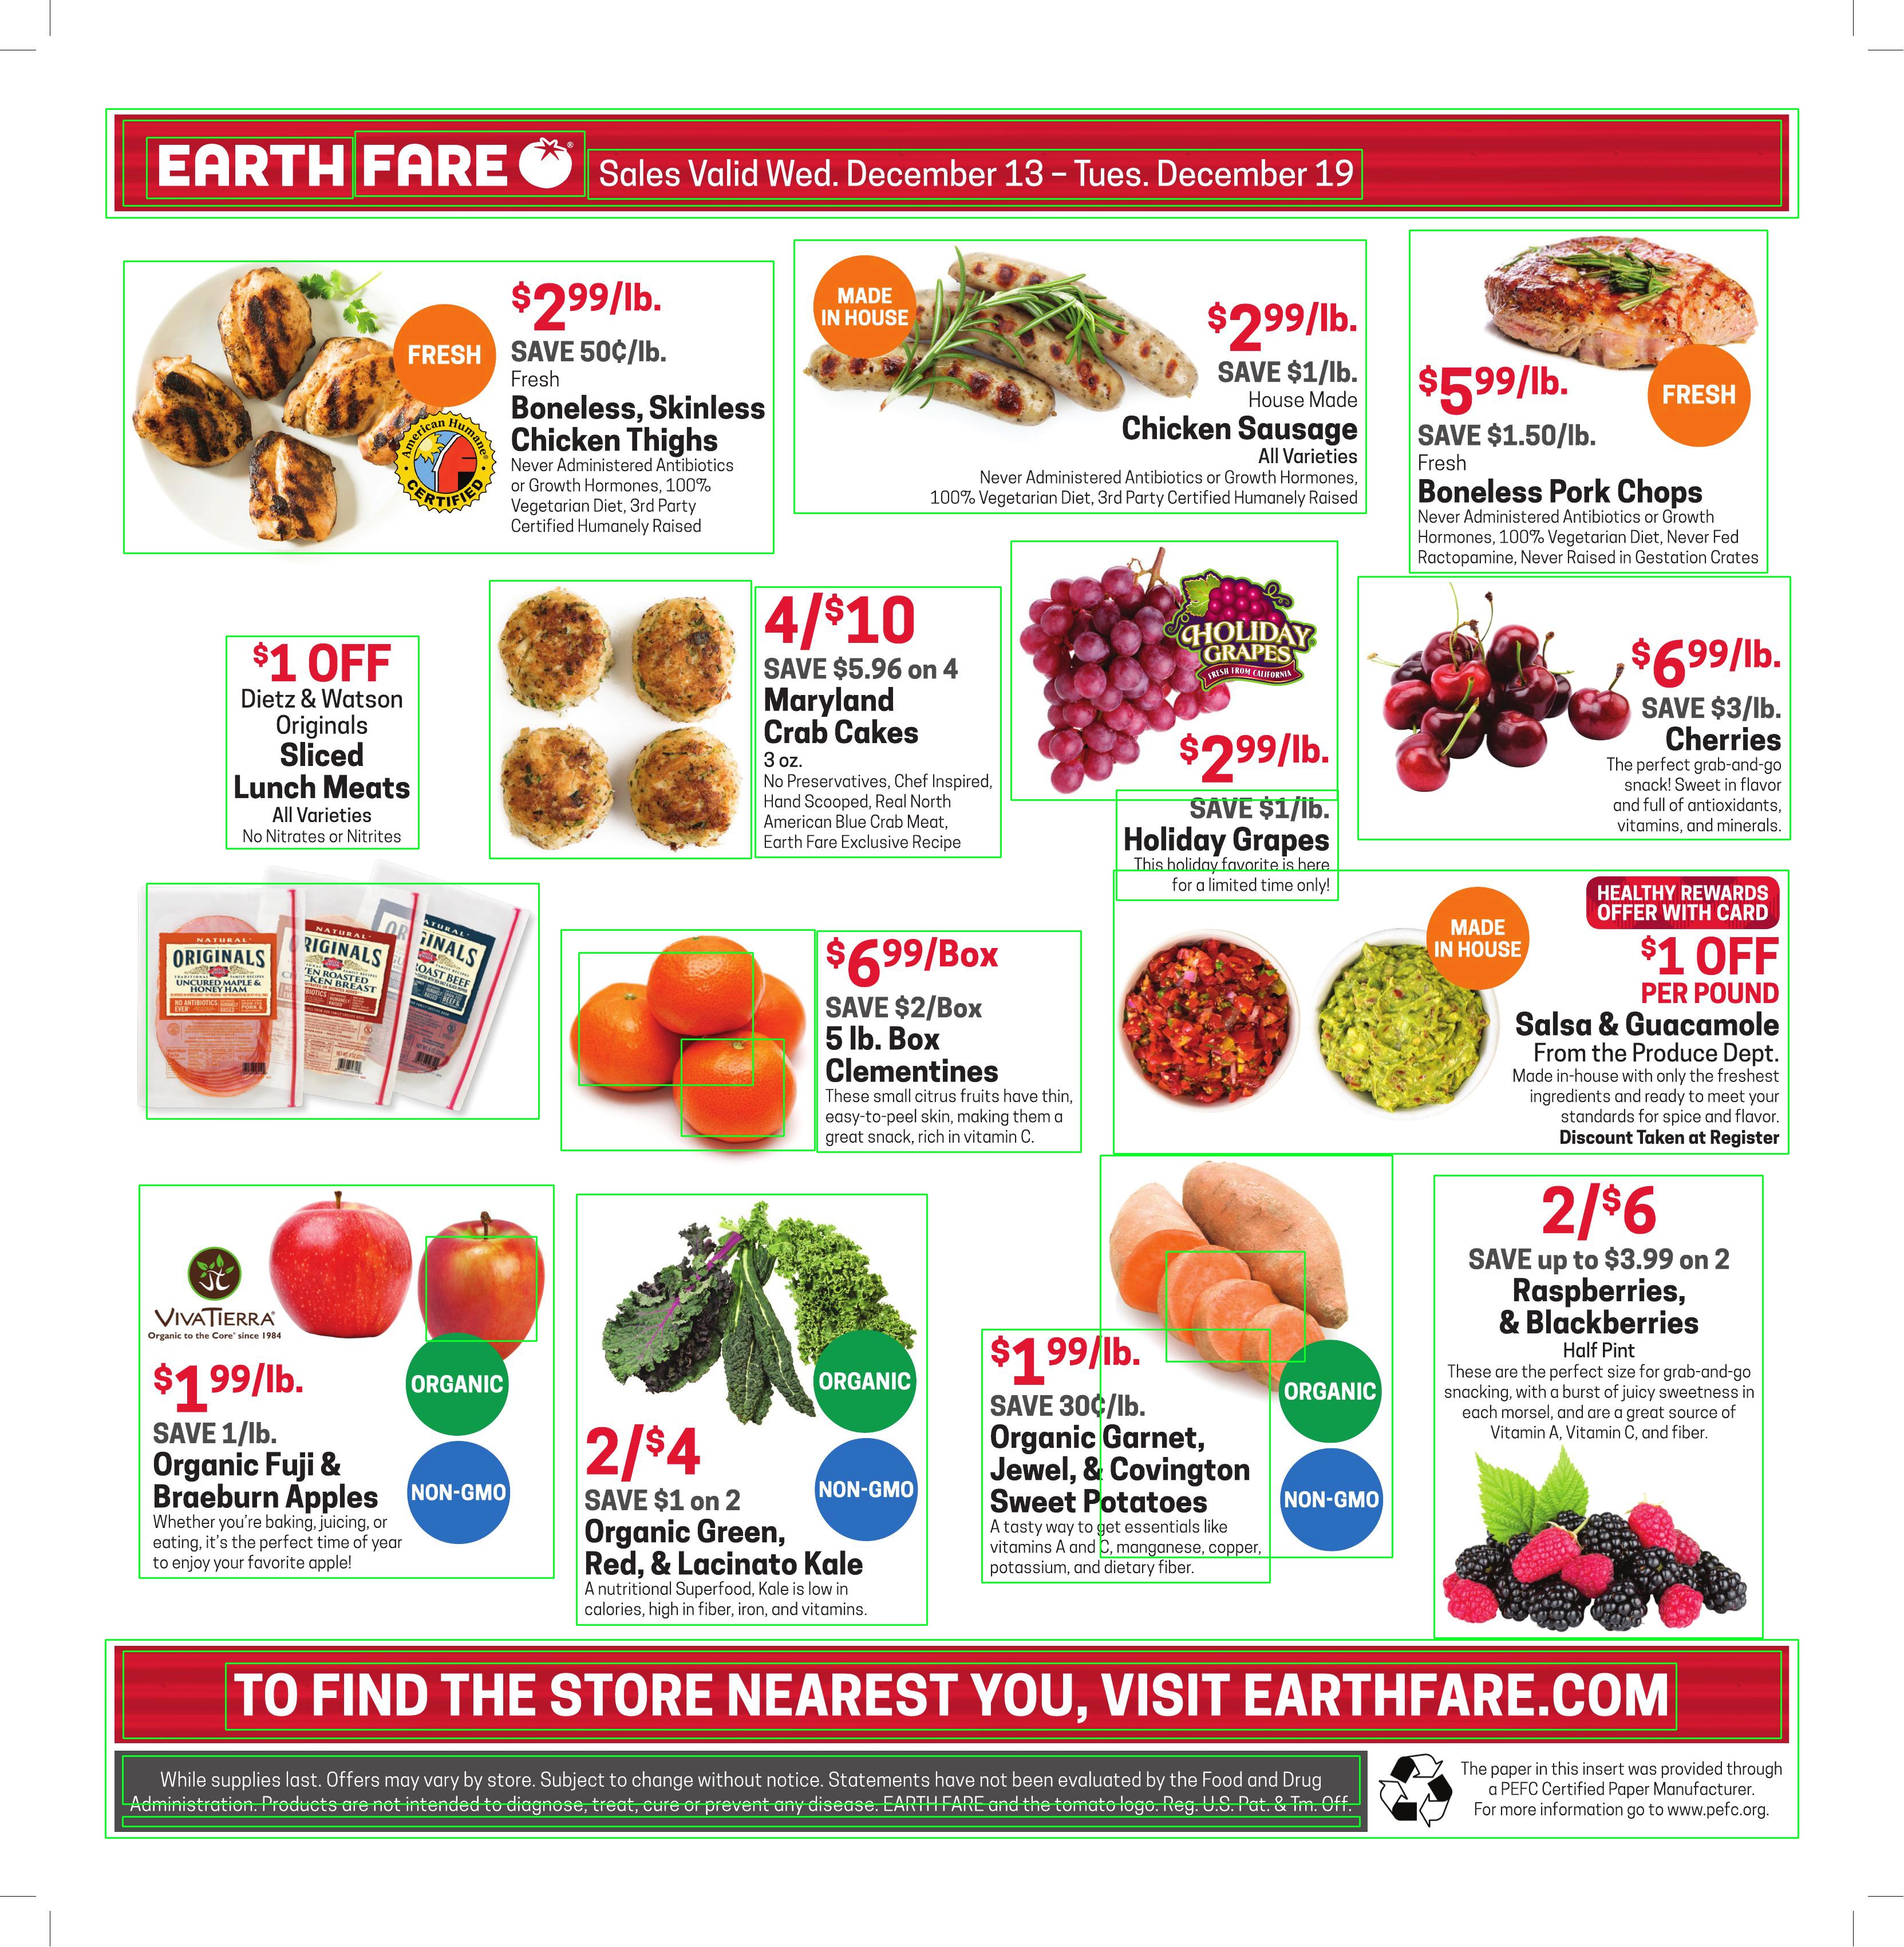 EARTH FARE ® Sales Valid Wed. December 13 – Tues. December 19
FRESH
American Humane®
CERTIFIED
$2 99/lb.
SAVE 50¢/lb.
Fresh
Boneless, Skinless
Chicken Thighs
Never Administered Antibiotics
or Growth Hormones, 100%
Vegetarian Diet, 3rd Party
Certified Humanely Raised
MADE
IN HOUSE
$2 99/lb.
SAVE $1/lb.
House Made
Chicken Sausage
All Varieties
Never Administered Antibiotics or Growth Hormones,
100% Vegetarian Diet, 3rd Party Certified Humanely Raised
$5 99/lb.
FRESH
SAVE $1.50/lb.
Fresh
Boneless Pork Chops
Never Administered Antibiotics or Growth
Hormones, 100% Vegetarian Diet, Never Fed
Ractopamine, Never Raised in Gestation Crates
$1 OFF
Dietz & Watson
Originals
Sliced
Lunch Meats
All Varieties
No Nitrates or Nitrites
4/$10
SAVE $5.96 on 4
Maryland
Crab Cakes
3 oz.
No Preservatives, Chef Inspired,
Hand Scooped, Real North
American Blue Crab Meat,
Earth Fare Exclusive Recipe
HOLIDAY
GRAPES
FRESH FROM CALIFORNIA
$2 99/lb.
SAVE $1/lb.
Holiday Grapes
This holiday favorite is here
for a limited time only!
$6 99/lb.
SAVE $3/lb.
Cherries
The perfect grab-and-go
snack! Sweet in flavor
and full of antioxidants,
vitamins, and minerals.
NATURAL
ORIGINALS
UNCURED MAPLE &
HONEY HAM
NO ANTIBIOTICS
EVER
NATURAL
RIGINALS
EN ROASTED
KEN BREAST
ATURAL
GINALS
OAST BEEF
$6 99/Box
SAVE $2/Box
5 lb. Box
Clementines
These small citrus fruits have thin,
easy-to-peel skin, making them a
great snack, rich in vitamin C.
MADE
IN HOUSE
HEALTHY REWARDS
OFFER WITH CARD
$1 OFF
PER POUND
Salsa & Guacamole
From the Produce Dept.
Made in-house with only the freshest
ingredients and ready to meet your
standards for spice and flavor.
Discount Taken at Register
VIVATIERRA®
Organic to the Core® since 1984
$1 99/lb.
ORGANIC
SAVE 1/lb.
Organic Fuji &
Braeburn Apples
NON-GMO
Whether you're baking, juicing, or
eating, it's the perfect time of year
to enjoy your favorite apple!
ORGANIC
2/$4
NON-GMO
SAVE $1 on 2
Organic Green,
Red, & Lacinato Kale
A nutritional Superfood, Kale is low in
calories, high in fiber, iron, and vitamins.
$1 99/lb.
ORGANIC
SAVE 30¢/lb.
Organic Garnet,
Jewel, & Covington
Sweet Potatoes
NON-GMO
A tasty way to get essentials like
vitamins A and C, manganese, copper,
potassium, and dietary fiber.
2/$6
SAVE up to $3.99 on 2
Raspberries,
& Blackberries
Half Pint
These are the perfect size for grab-and-go
snacking, with a burst of juicy sweetness in
each morsel, and are a great source of
Vitamin A, Vitamin C, and fiber.
TO FIND THE STORE NEAREST YOU, VISIT EARTHFARE.COM
While supplies last. Offers may vary by store. Subject to change without notice. Statements have not been evaluated by the Food and Drug
Administration. Products are not intended to diagnose, treat, cure or prevent any disease. EARTH FARE and the tomato logo. Reg. U.S. Pat. & Tm. Off.
The paper in this insert was provided through
a PEFC Certified Paper Manufacturer.
For more information go to www.pefc.org.